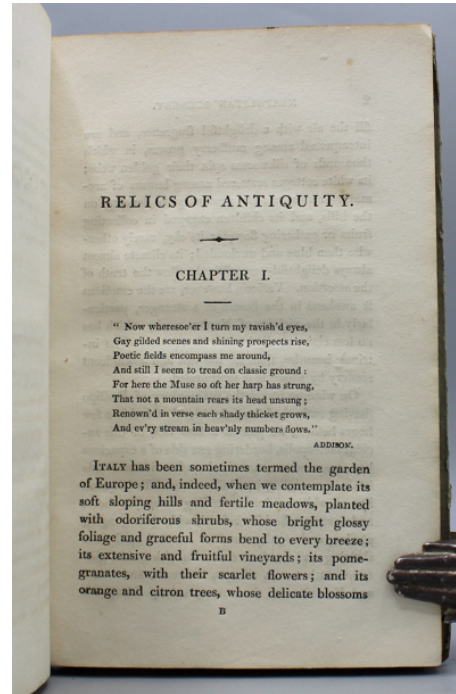 RELICS OF ANTIQUITY.
CHAPTER I.
" Now wheresoe'er I turn my ravish'd eyes,
Gay gilded scenes and shining prospects rise,
Poetic fields encompass me around,
And still I seem to tread on classic ground :
For here the Muse so oft her harp has strung,
That not a mountain rears its head unsung ;
Renown'd in verse each shady thicket grows,
And ev'ry stream in heav'nly numbers flows."
ADDISON.
ITALY has been sometimes termed the garden
of Europe ; and, indeed, when we contemplate its
soft sloping hills and fertile meadows, planted
with odoriferous shrubs, whose bright glossy
foliage and graceful forms bend to every breeze ;
its extensive and fruitful vineyards ; its pome-
granates, with their scarlet flowers ; and its
orange and citron trees, whose delicate blossoms
B